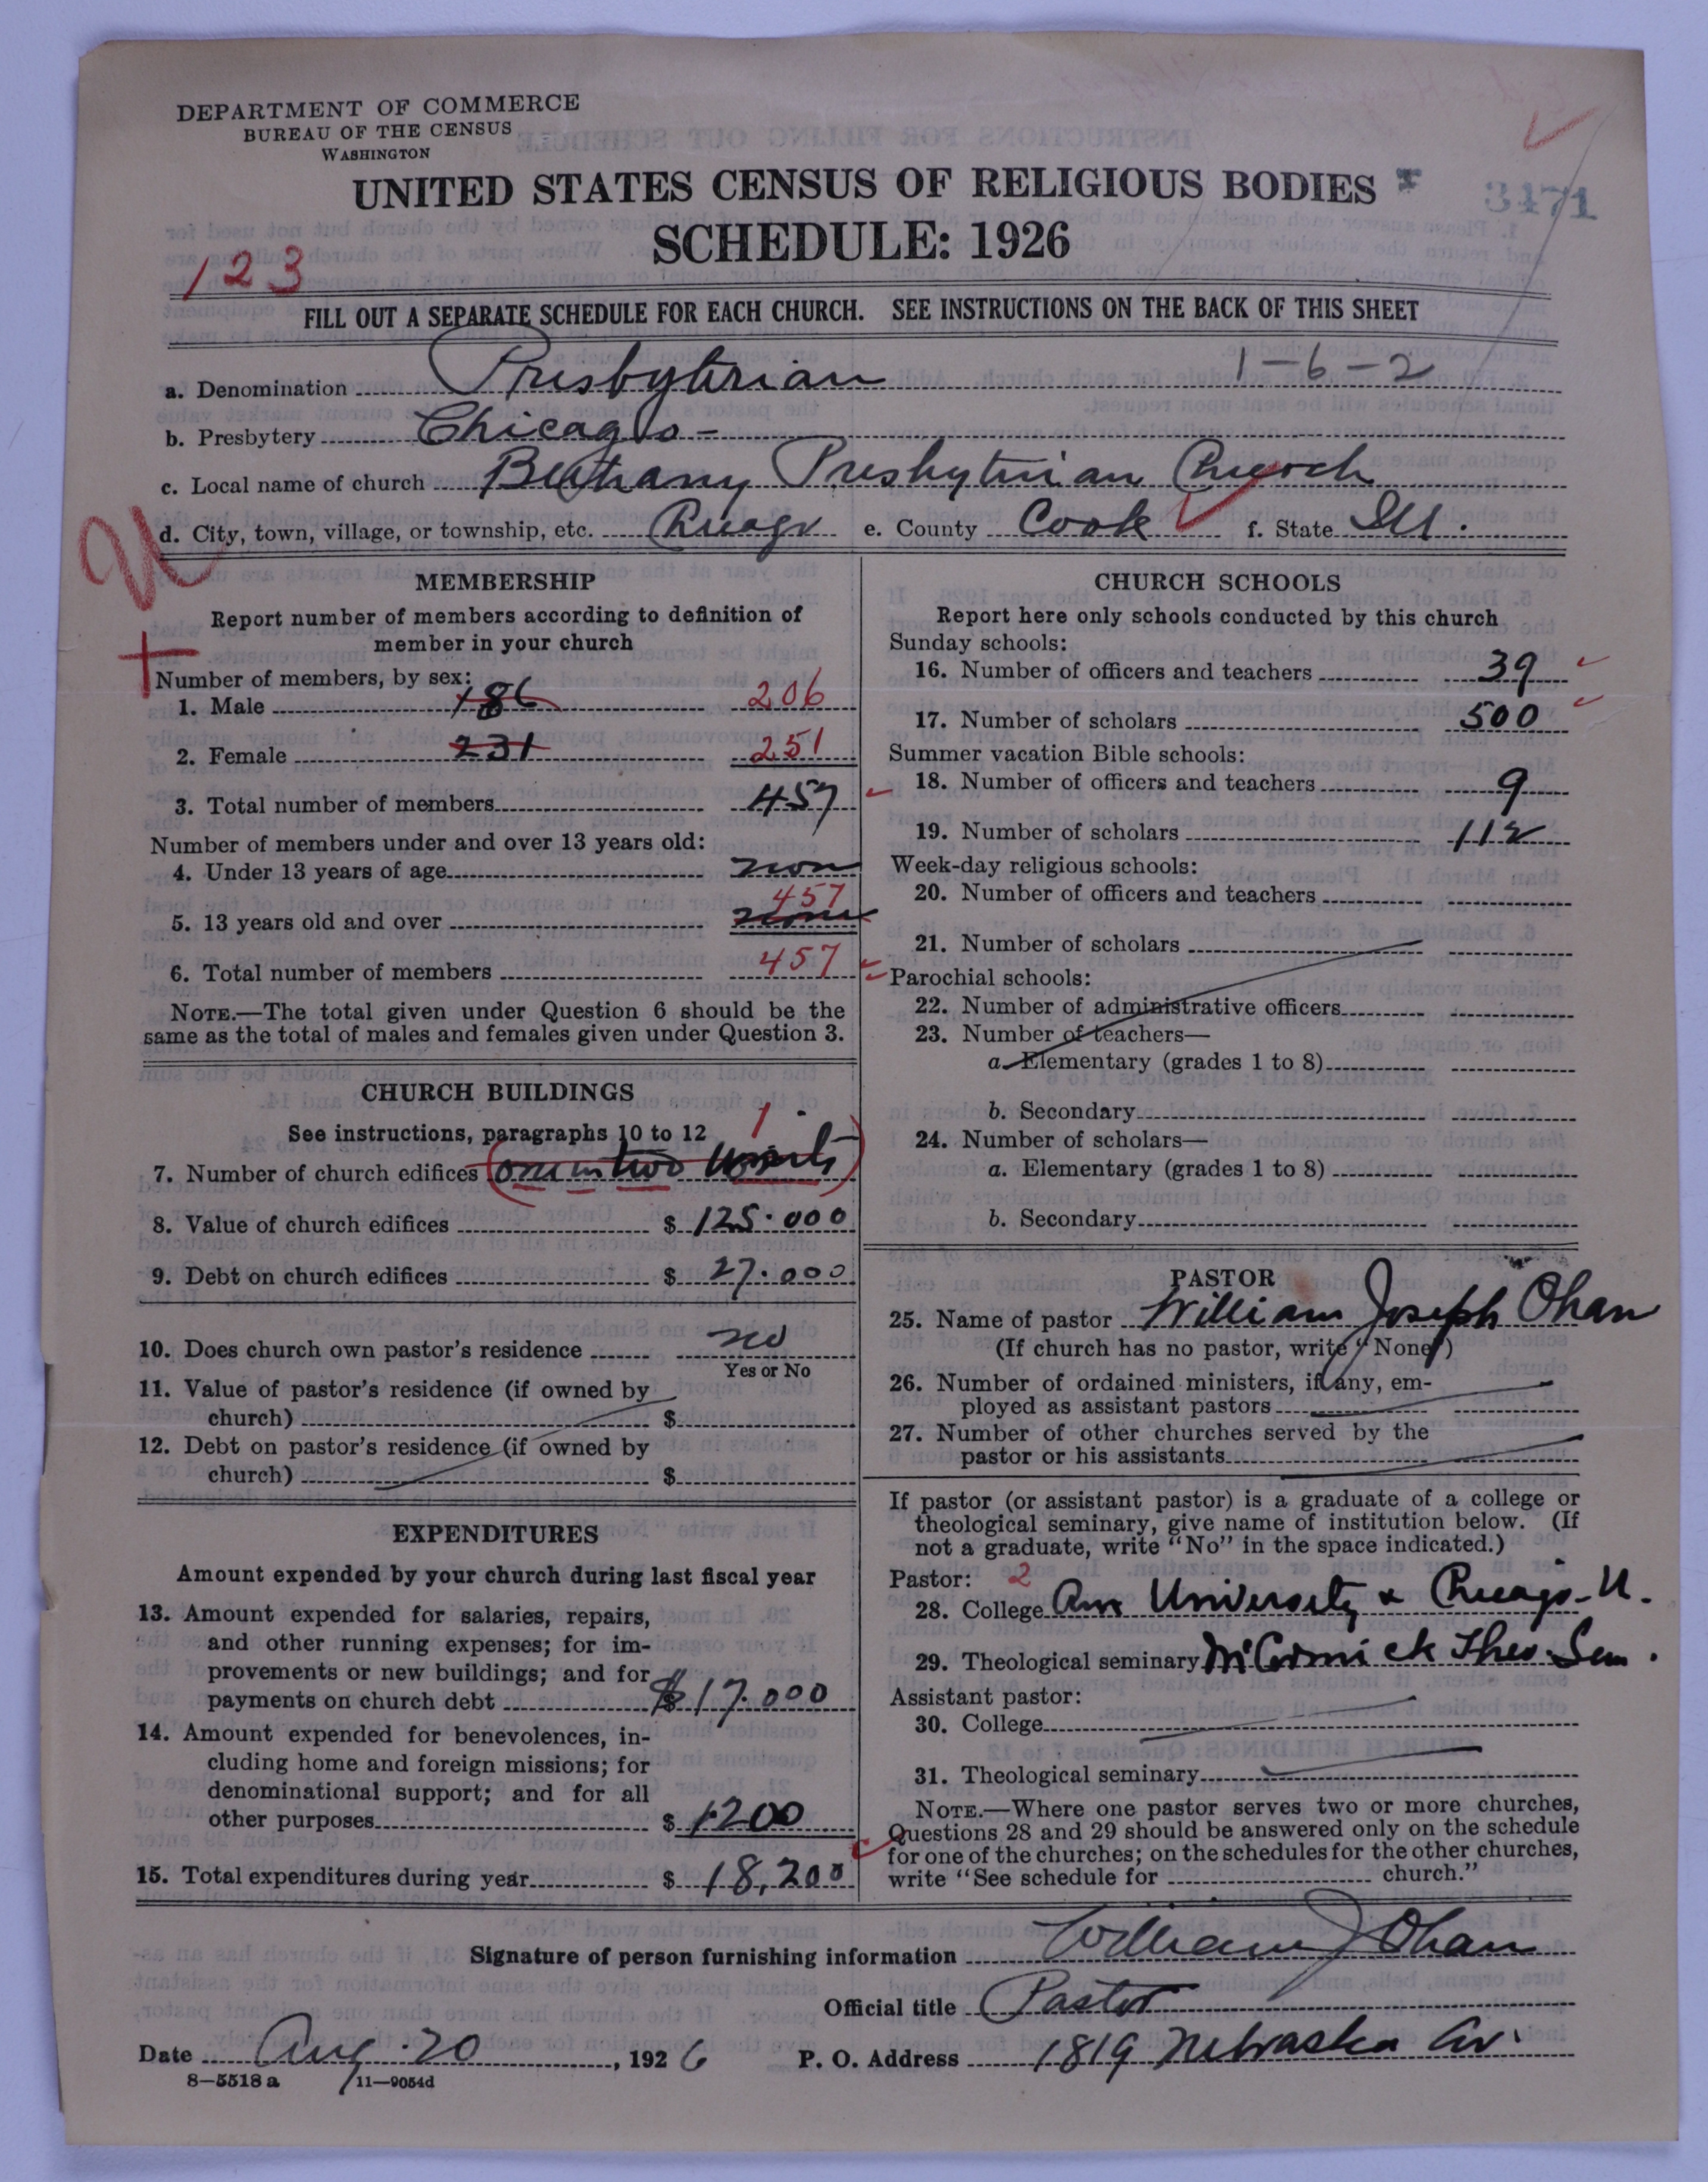 DEPARTMENT OF COMMERCE
BUREAU OF THE CENSUS
WASHINGTON
UNITED STATES CENSUS OF RELIGIOUS BODIES
3471
SCHEDULE: 1926
123
FILL OUT A SEPARATE SCHEDULE FOR EACH CHURCH. SEE INSTRUCTIONS ON THE BACK OF THIS SHEET
a. Denomination Presbytirian 1-6-2
b. Presbytery Chicago -
c. Local name of church Bethany Presbytirian Church
d. City, town, village, or township, etc. Chicago e. County Cook f. State Ill.
U
MEMBERSHIP
Report number of members according to definition of
member in your church
Number of members, by sex:
1. Male 186 206
2. Female 231 251
3. Total number of members 457
Number of members under and over 13 years old:
4. Under 13 years of age non
457
5. 13 years old and over none
6. Total number of members 457
NOTE.—The total given under Question 6 should be the
same as the total of males and females given under Question 3.
CHURCH BUILDINGS
See instructions, paragraphs 10 to 12 1
7. Number of church edifices (one in two units)
8. Value of church edifices $ 125.000
9. Debt on church edifices $ 27.000
10. Does church own pastor's residence no
Yes or No
11. Value of pastor's residence (if owned by
church) $
12. Debt on pastor's residence (if owned by
church) $
EXPENDITURES
Amount expended by your church during last fiscal year
13. Amount expended for salaries, repairs,
and other running expenses; for im-
provements or new buildings; and for
payments on church debt $ 17.000
14. Amount expended for benevolences, in-
cluding home and foreign missions; for
denominational support; and for all
other purposes $ 1200
15. Total expenditures during year $ 18,200
CHURCH SCHOOLS
Report here only schools conducted by this church
Sunday schools:
16. Number of officers and teachers 39
17. Number of scholars 500
Summer vacation Bible schools:
18. Number of officers and teachers 9
19. Number of scholars 112
Week-day religious schools:
20. Number of officers and teachers
21. Number of scholars
Parochial schools:
22. Number of administrative officers
23. Number of teachers—
a. Elementary (grades 1 to 8)
b. Secondary
24. Number of scholars—
a. Elementary (grades 1 to 8)
b. Secondary
PASTOR
25. Name of pastor William Joseph Ohan
(If church has no pastor, write "None")
26. Number of ordained ministers, if any, em-
ployed as assistant pastors
27. Number of other churches served by the
pastor or his assistants
If pastor (or assistant pastor) is a graduate of a college or
theological seminary, give name of institution below. (If
not a graduate, write "No" in the space indicated.)
Pastor: 2
28. College University & Chicago U.
29. Theological seminary McCormick Theo. Sem.
Assistant pastor:
30. College
31. Theological seminary
NOTE.—Where one pastor serves two or more churches,
Questions 28 and 29 should be answered only on the schedule
for one of the churches; on the schedules for the other churches,
write "See schedule for church."
Signature of person furnishing information William J Ohan
Official title Pastor
Date Aug. 20, 1926 P. O. Address 1819 Nebraska Av.
8—5518 a 11—9054d